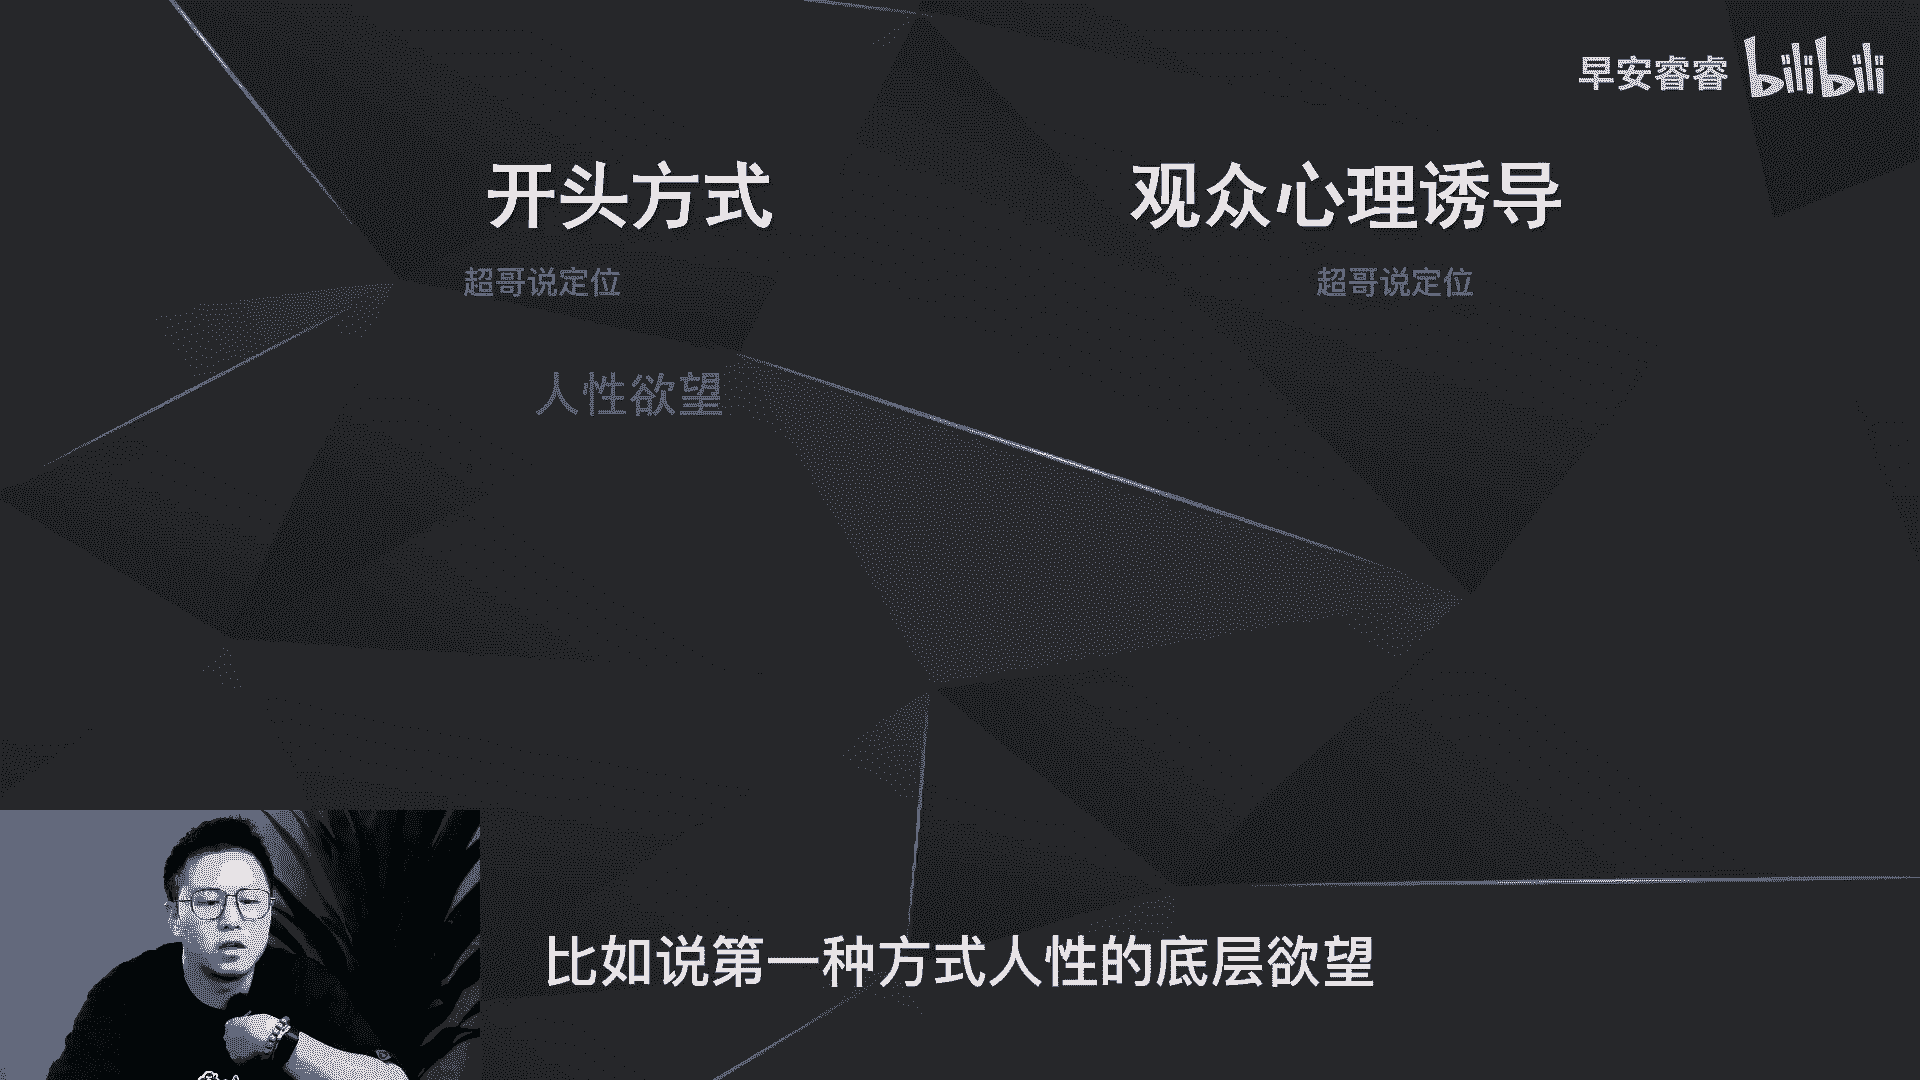 早安睿睿 bilibili
开头方式 观众心理诱导
超哥说定位 超哥说定位
人性欲望
比如说第一种方式人性的底层欲望